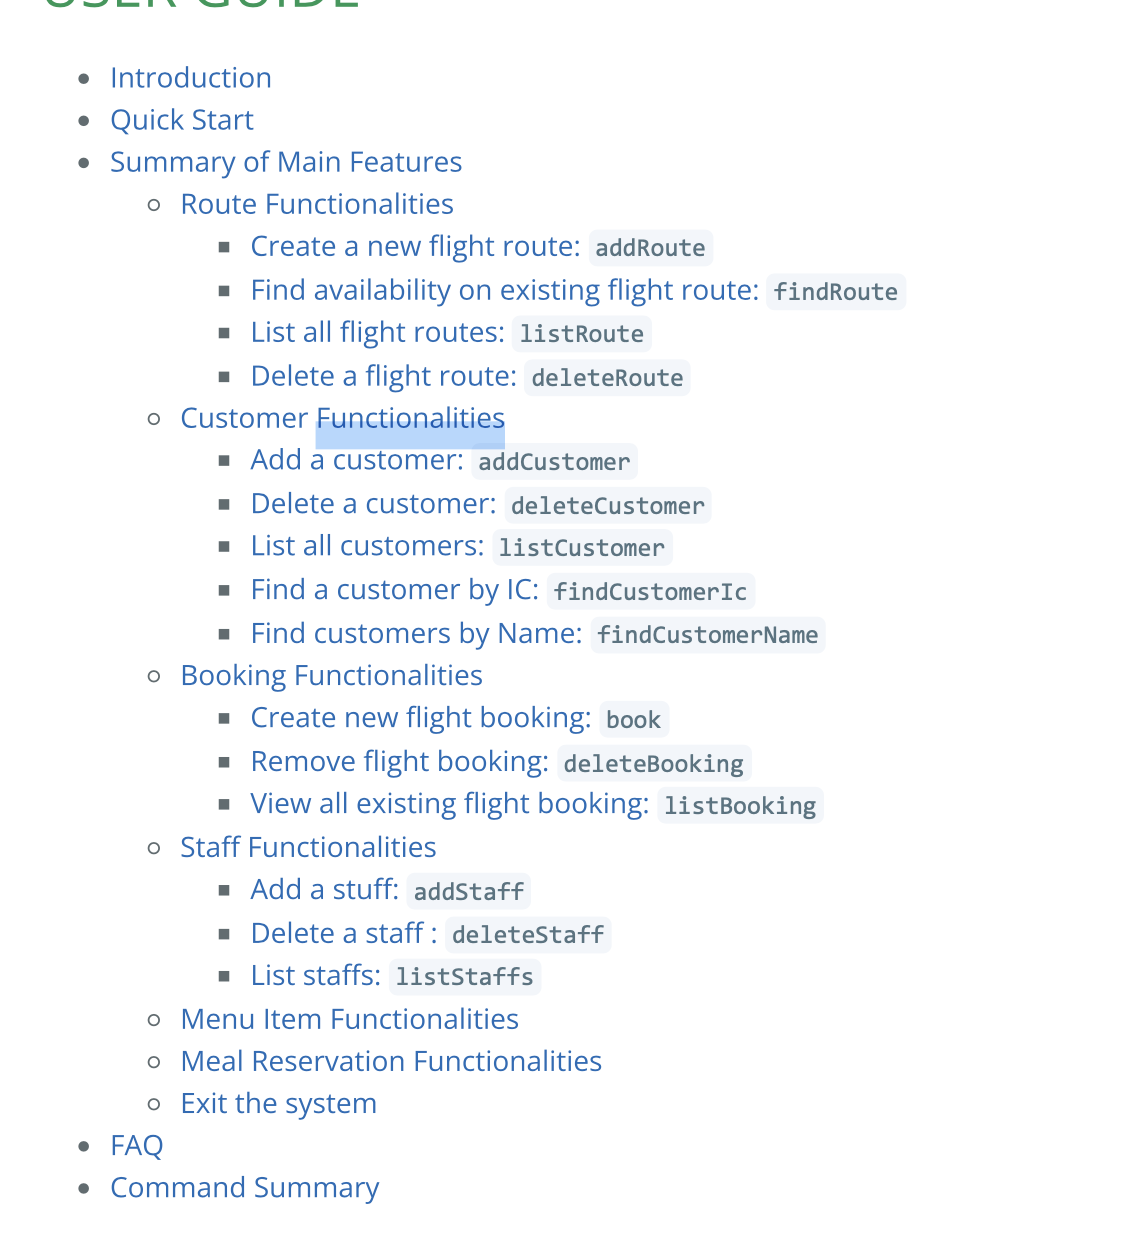 USER GUIDE
Introduction
Quick Start
Summary of Main Features
Route Functionalities
Create a new flight route: addRoute
Find availability on existing flight route: findRoute
List all flight routes: listRoute
Delete a flight route: deleteRoute
Customer Functionalities
Add a customer: addCustomer
Delete a customer: deleteCustomer
List all customers: listCustomer
Find a customer by IC: findCustomerIc
Find customers by Name: findCustomerName
Booking Functionalities
Create new flight booking: book
Remove flight booking: deleteBooking
View all existing flight booking: listBooking
Staff Functionalities
Add a stuff: addStaff
Delete a staff : deleteStaff
List staffs: listStaffs
Menu Item Functionalities
Meal Reservation Functionalities
Exit the system
FAQ
Command Summary